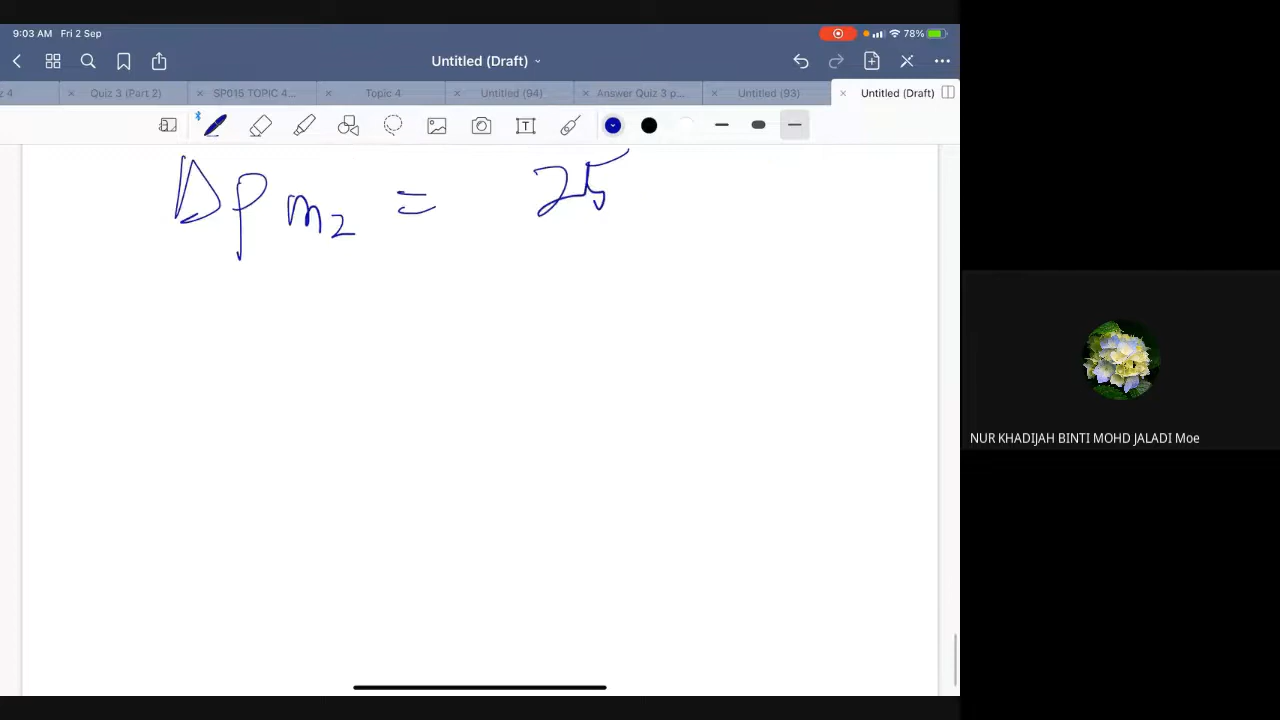 9:03 AM Fri 2 Sep
78%
Untitled (Draft)
z 4
Quiz 3 (Part 2)
SP015 TOPIC 4...
Topic 4
Untitled (94)
Answer Quiz 3 p...
Untitled (93)
Untitled (Draft)
T
Δp m₂ = 25
NUR KHADIJAH BINTI MOHD JALADI Moe